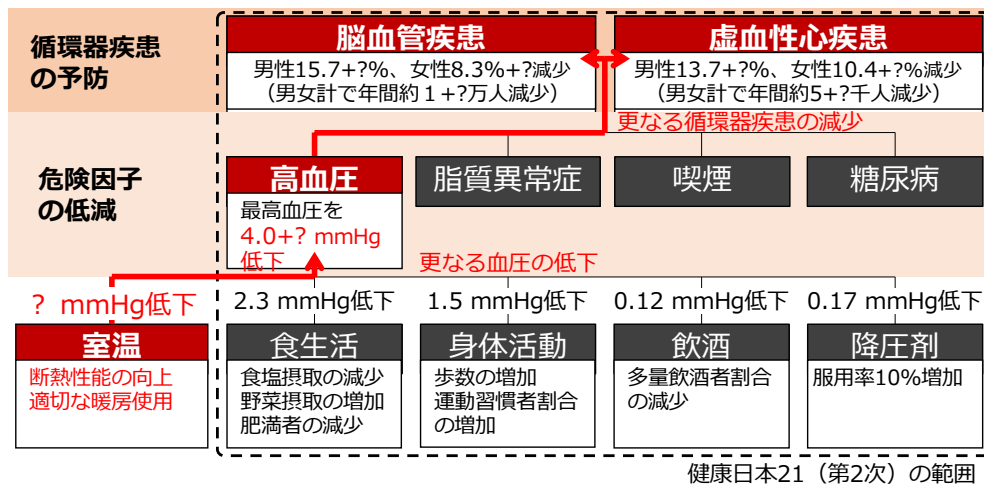 循環器疾患
の予防
脳血管疾患
男性15.7+?%、女性8.3%+?減少
（男女計で年間約１+?万人減少）
虚血性心疾患
男性13.7+?%、女性10.4+?%減少
（男女計で年間約5+?千人減少）
更なる循環器疾患の減少
危険因子
の低減
高血圧
最高血圧を
4.0+? mmHg
低下
脂質異常症
喫煙
糖尿病
更なる血圧の低下
? mmHg低下
室温
断熱性能の向上
適切な暖房使用
2.3 mmHg低下
食生活
食塩摂取の減少
野菜摂取の増加
肥満者の減少
1.5 mmHg低下
身体活動
歩数の増加
運動習慣者割合
の増加
0.12 mmHg低下
飲酒
多量飲酒者割合
の減少
0.17 mmHg低下
降圧剤
服用率10%増加
健康日本21（第2次）の範囲